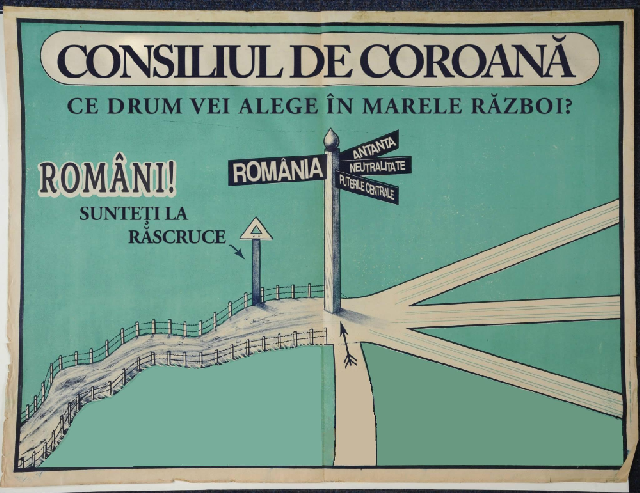 CONSILIUL DE COROANĂ
CE DRUM VEI ALEGE ÎN MARELE RĂZBOI?
ROMÂNI!
SUNTEȚI LA
RĂSCRUCE
ROMÂNIA
ANTANTA
NEUTRALITATE
PUTERILE CENTRALE